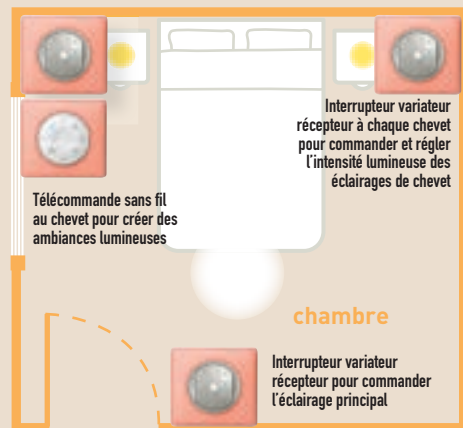 Interrupteur variateur
récepteur à chaque chevet
pour commander et régler
l'intensité lumineuse des
éclairages de chevet
Télécommande sans fil
au chevet pour créer des
ambiances lumineuses
chambre
Interrupteur variateur
récepteur pour commander
l'éclairage principal